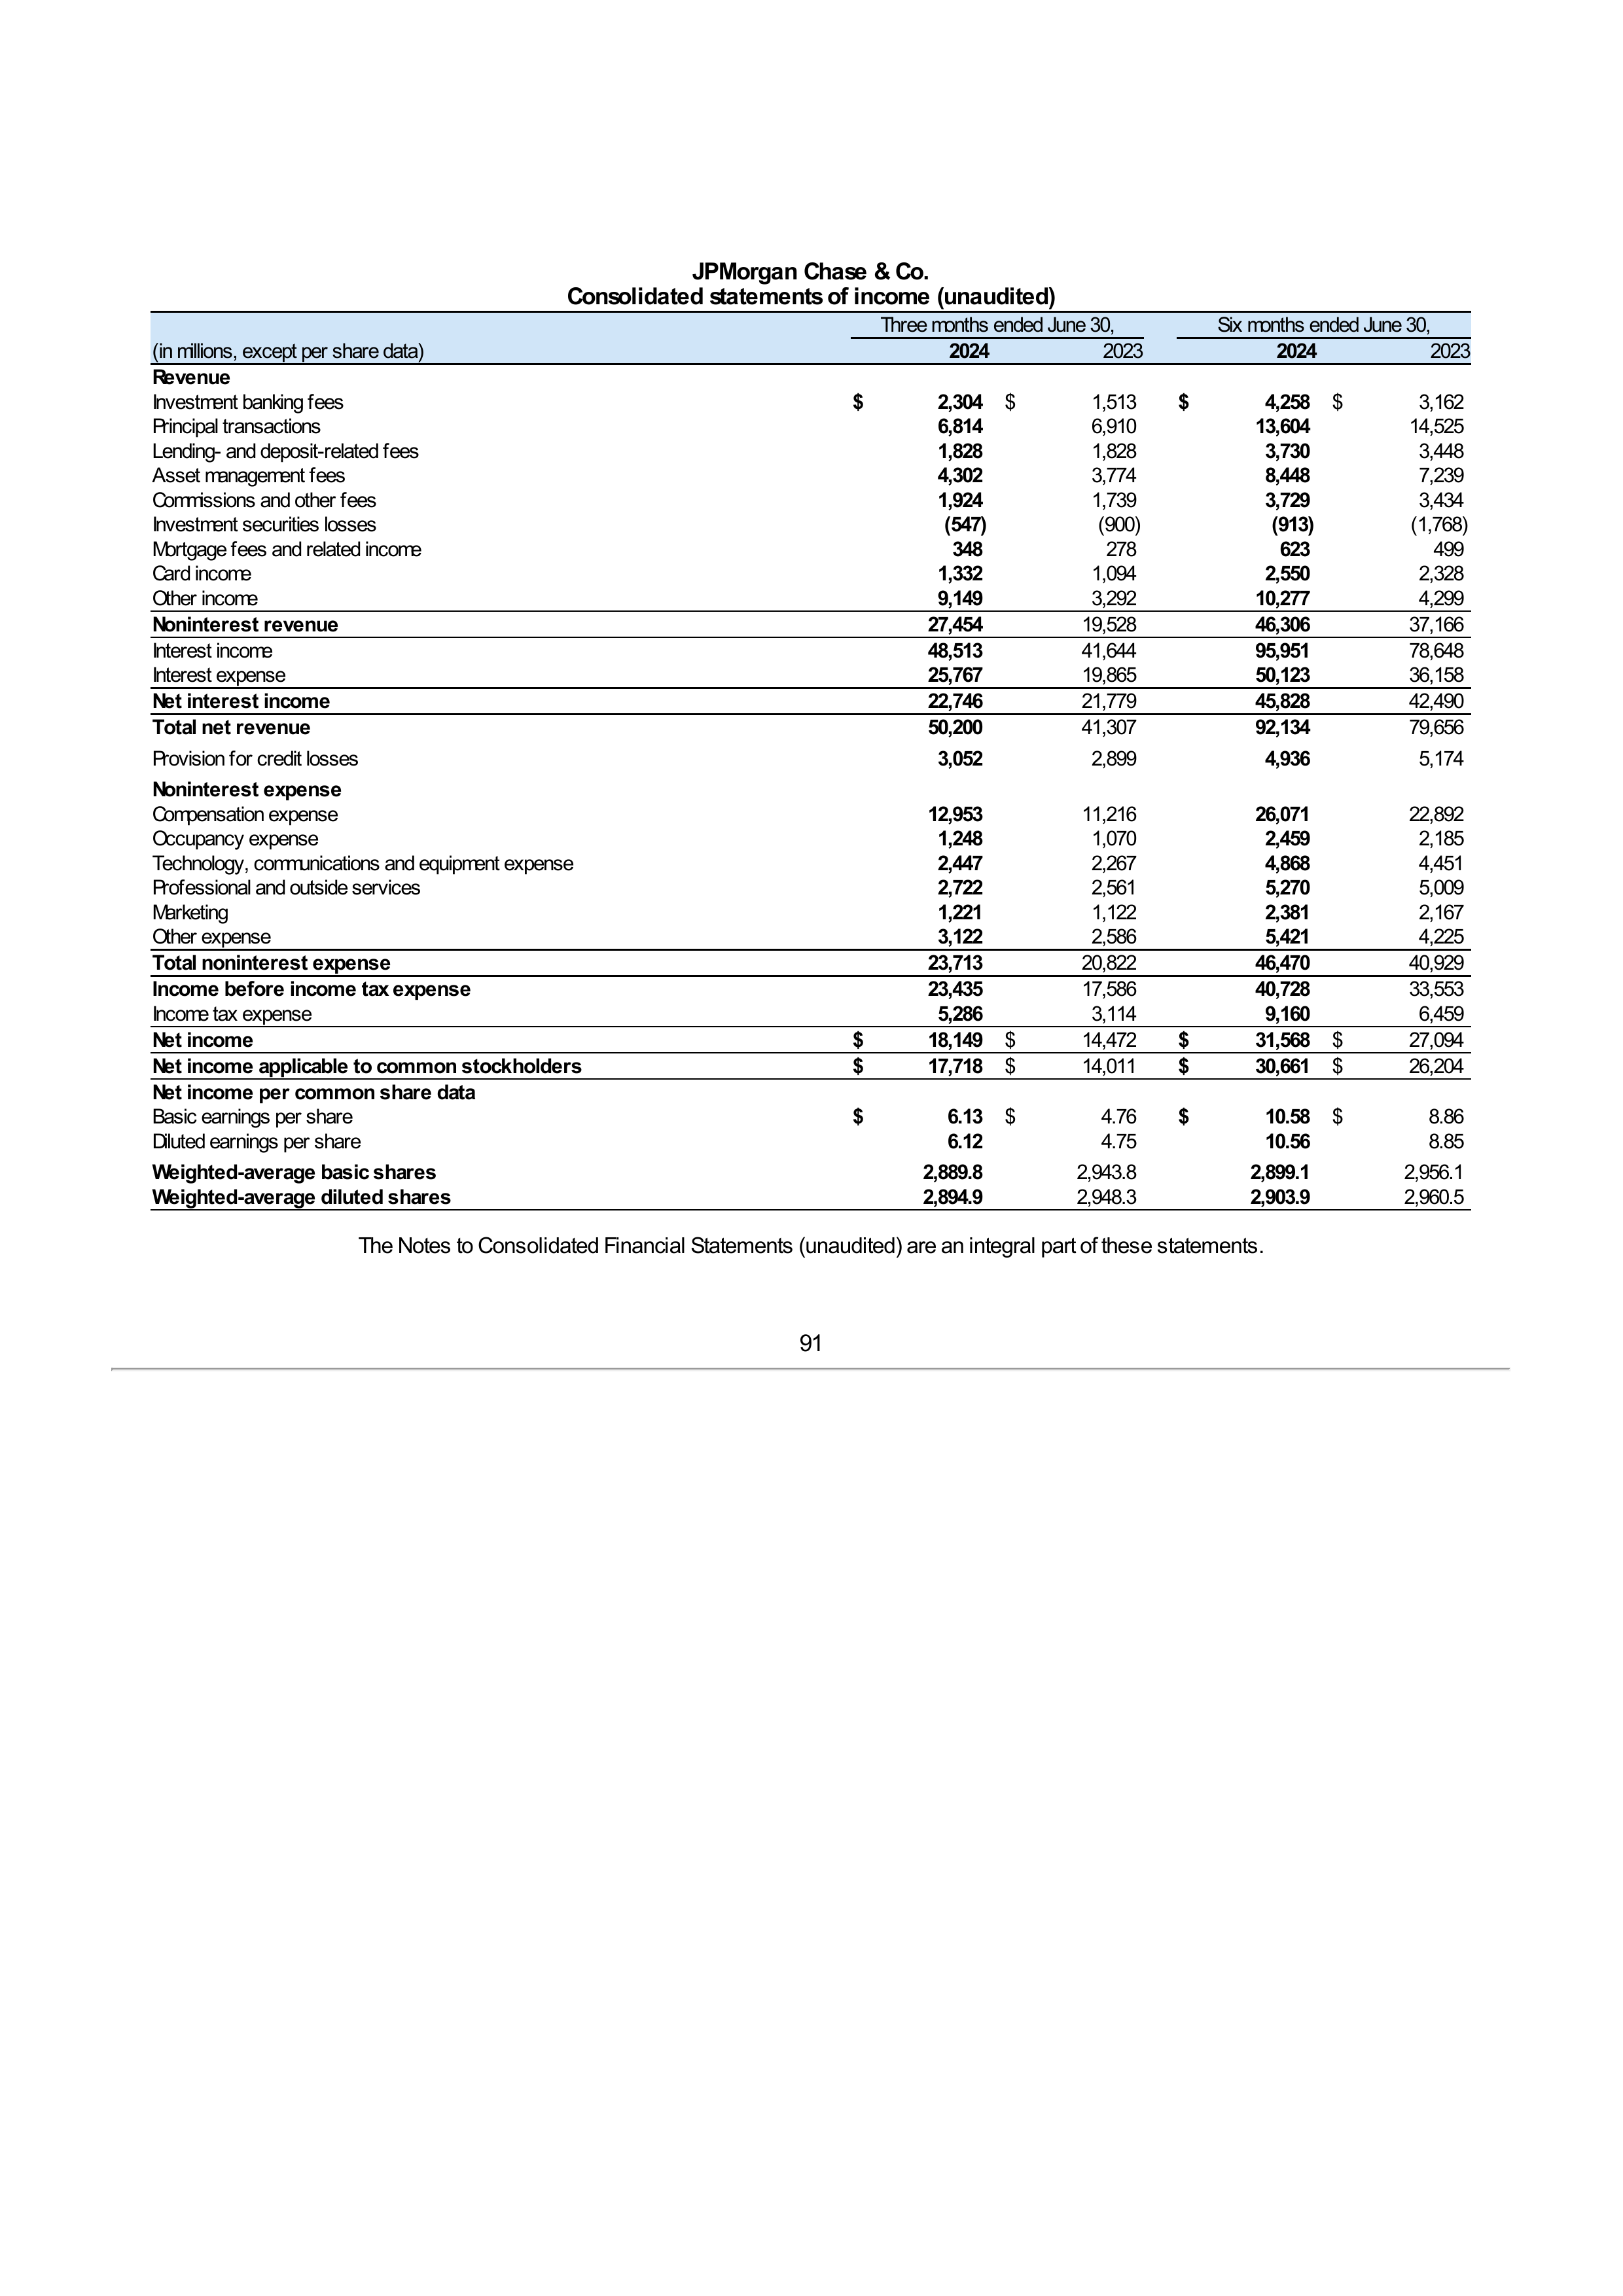 JPMorgan Chase & Co.
Consolidated statements of income (unaudited)
Three months ended June 30, Six months ended June 30,
(in millions, except per share data) 2024 2023 2024 2023
Revenue
Investment banking fees $ 2,304 $ 1,513 $ 4,258 $ 3,162
Principal transactions 6,814 6,910 13,604 14,525
Lending- and deposit-related fees 1,828 1,828 3,730 3,448
Asset management fees 4,302 3,774 8,448 7,239
Commissions and other fees 1,924 1,739 3,729 3,434
Investment securities losses (547) (900) (913) (1,768)
Mortgage fees and related income 348 278 623 499
Card income 1,332 1,094 2,550 2,328
Other income 9,149 3,292 10,277 4,299
Noninterest revenue 27,454 19,528 46,306 37,166
Interest income 48,513 41,644 95,951 78,648
Interest expense 25,767 19,865 50,123 36,158
Net interest income 22,746 21,779 45,828 42,490
Total net revenue 50,200 41,307 92,134 79,656
Provision for credit losses 3,052 2,899 4,936 5,174
Noninterest expense
Compensation expense 12,953 11,216 26,071 22,892
Occupancy expense 1,248 1,070 2,459 2,185
Technology, communications and equipment expense 2,447 2,267 4,868 4,451
Professional and outside services 2,722 2,561 5,270 5,009
Marketing 1,221 1,122 2,381 2,167
Other expense 3,122 2,586 5,421 4,225
Total noninterest expense 23,713 20,822 46,470 40,929
Income before income tax expense 23,435 17,586 40,728 33,553
Income tax expense 5,286 3,114 9,160 6,459
Net income $ 18,149 $ 14,472 $ 31,568 $ 27,094
Net income applicable to common stockholders $ 17,718 $ 14,011 $ 30,661 $ 26,204
Net income per common share data
Basic earnings per share $ 6.13 $ 4.76 $ 10.58 $ 8.86
Diluted earnings per share 6.12 4.75 10.56 8.85
Weighted-average basic shares 2,889.8 2,943.8 2,899.1 2,956.1
Weighted-average diluted shares 2,894.9 2,948.3 2,903.9 2,960.5
The Notes to Consolidated Financial Statements (unaudited) are an integral part of these statements.
91